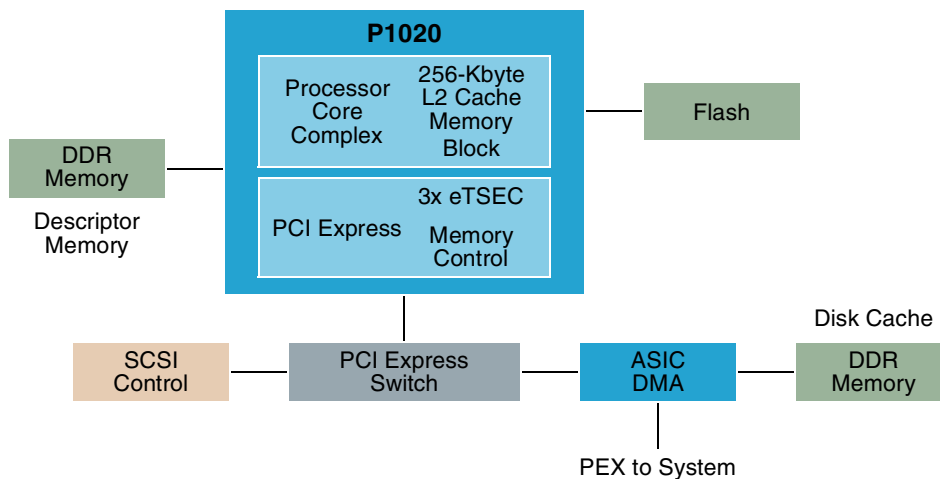 P1020
Processor
Core
Complex
256-Kbyte
L2 Cache
Memory
Block
Flash
DDR
Memory
Descriptor
Memory
PCI Express
3x eTSEC
Memory
Control
Disk Cache
SCSI
Control
PCI Express
Switch
ASIC
DMA
DDR
Memory
PEX to System